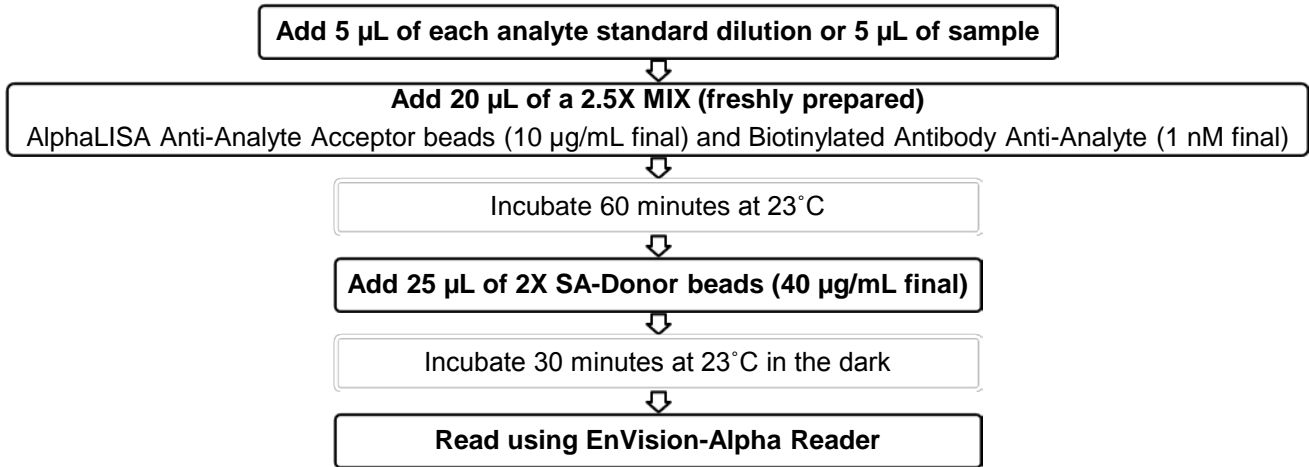 Add 5 µL of each analyte standard dilution or 5 µL of sample
Add 20 µL of a 2.5X MIX (freshly prepared)
AlphaLISA Anti-Analyte Acceptor beads (10 µg/mL final) and Biotinylated Antibody Anti-Analyte (1 nM final)
Incubate 60 minutes at 23˚C
Add 25 µL of 2X SA-Donor beads (40 µg/mL final)
Incubate 30 minutes at 23˚C in the dark
Read using EnVision-Alpha Reader